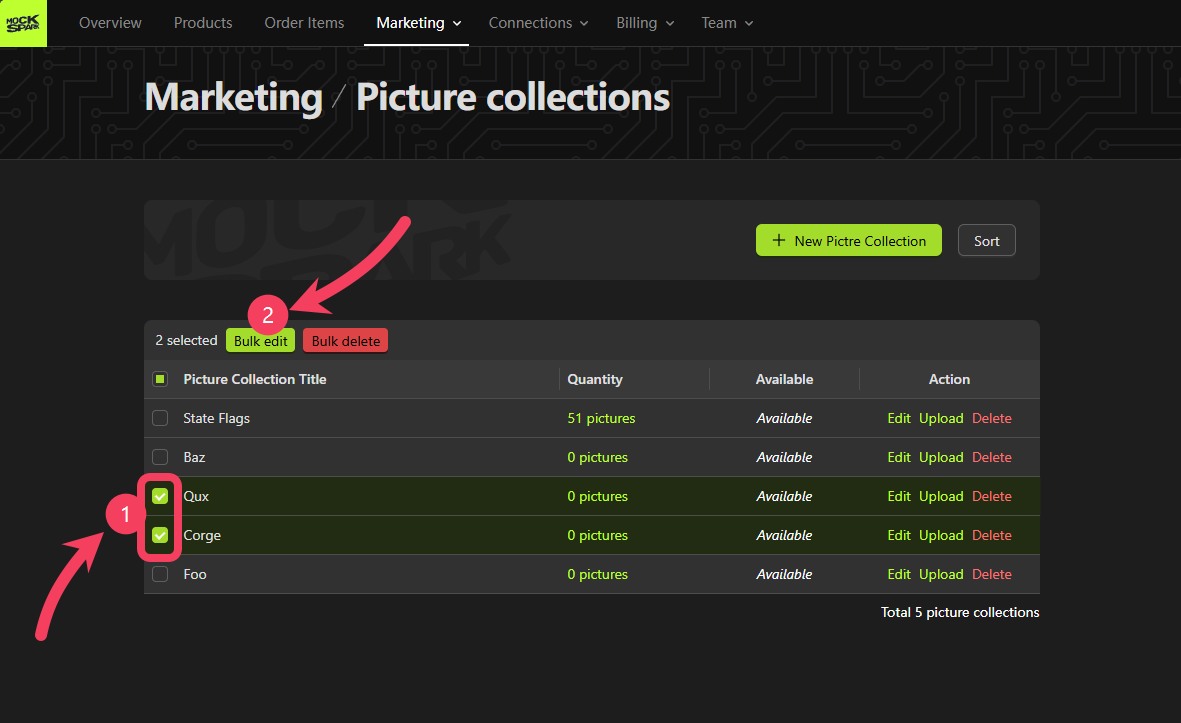 MOCK SPARK
Overview Products Order Items Marketing Connections Billing Team
Marketing / Picture collections
MOCK SPARK
+ New Pictre Collection Sort
2
2 selected Bulk edit Bulk delete
Picture Collection Title Quantity Available Action
State Flags 51 pictures Available Edit Upload Delete
Baz 0 pictures Available Edit Upload Delete
Qux 0 pictures Available Edit Upload Delete
1
Corge 0 pictures Available Edit Upload Delete
Foo 0 pictures Available Edit Upload Delete
Total 5 picture collections